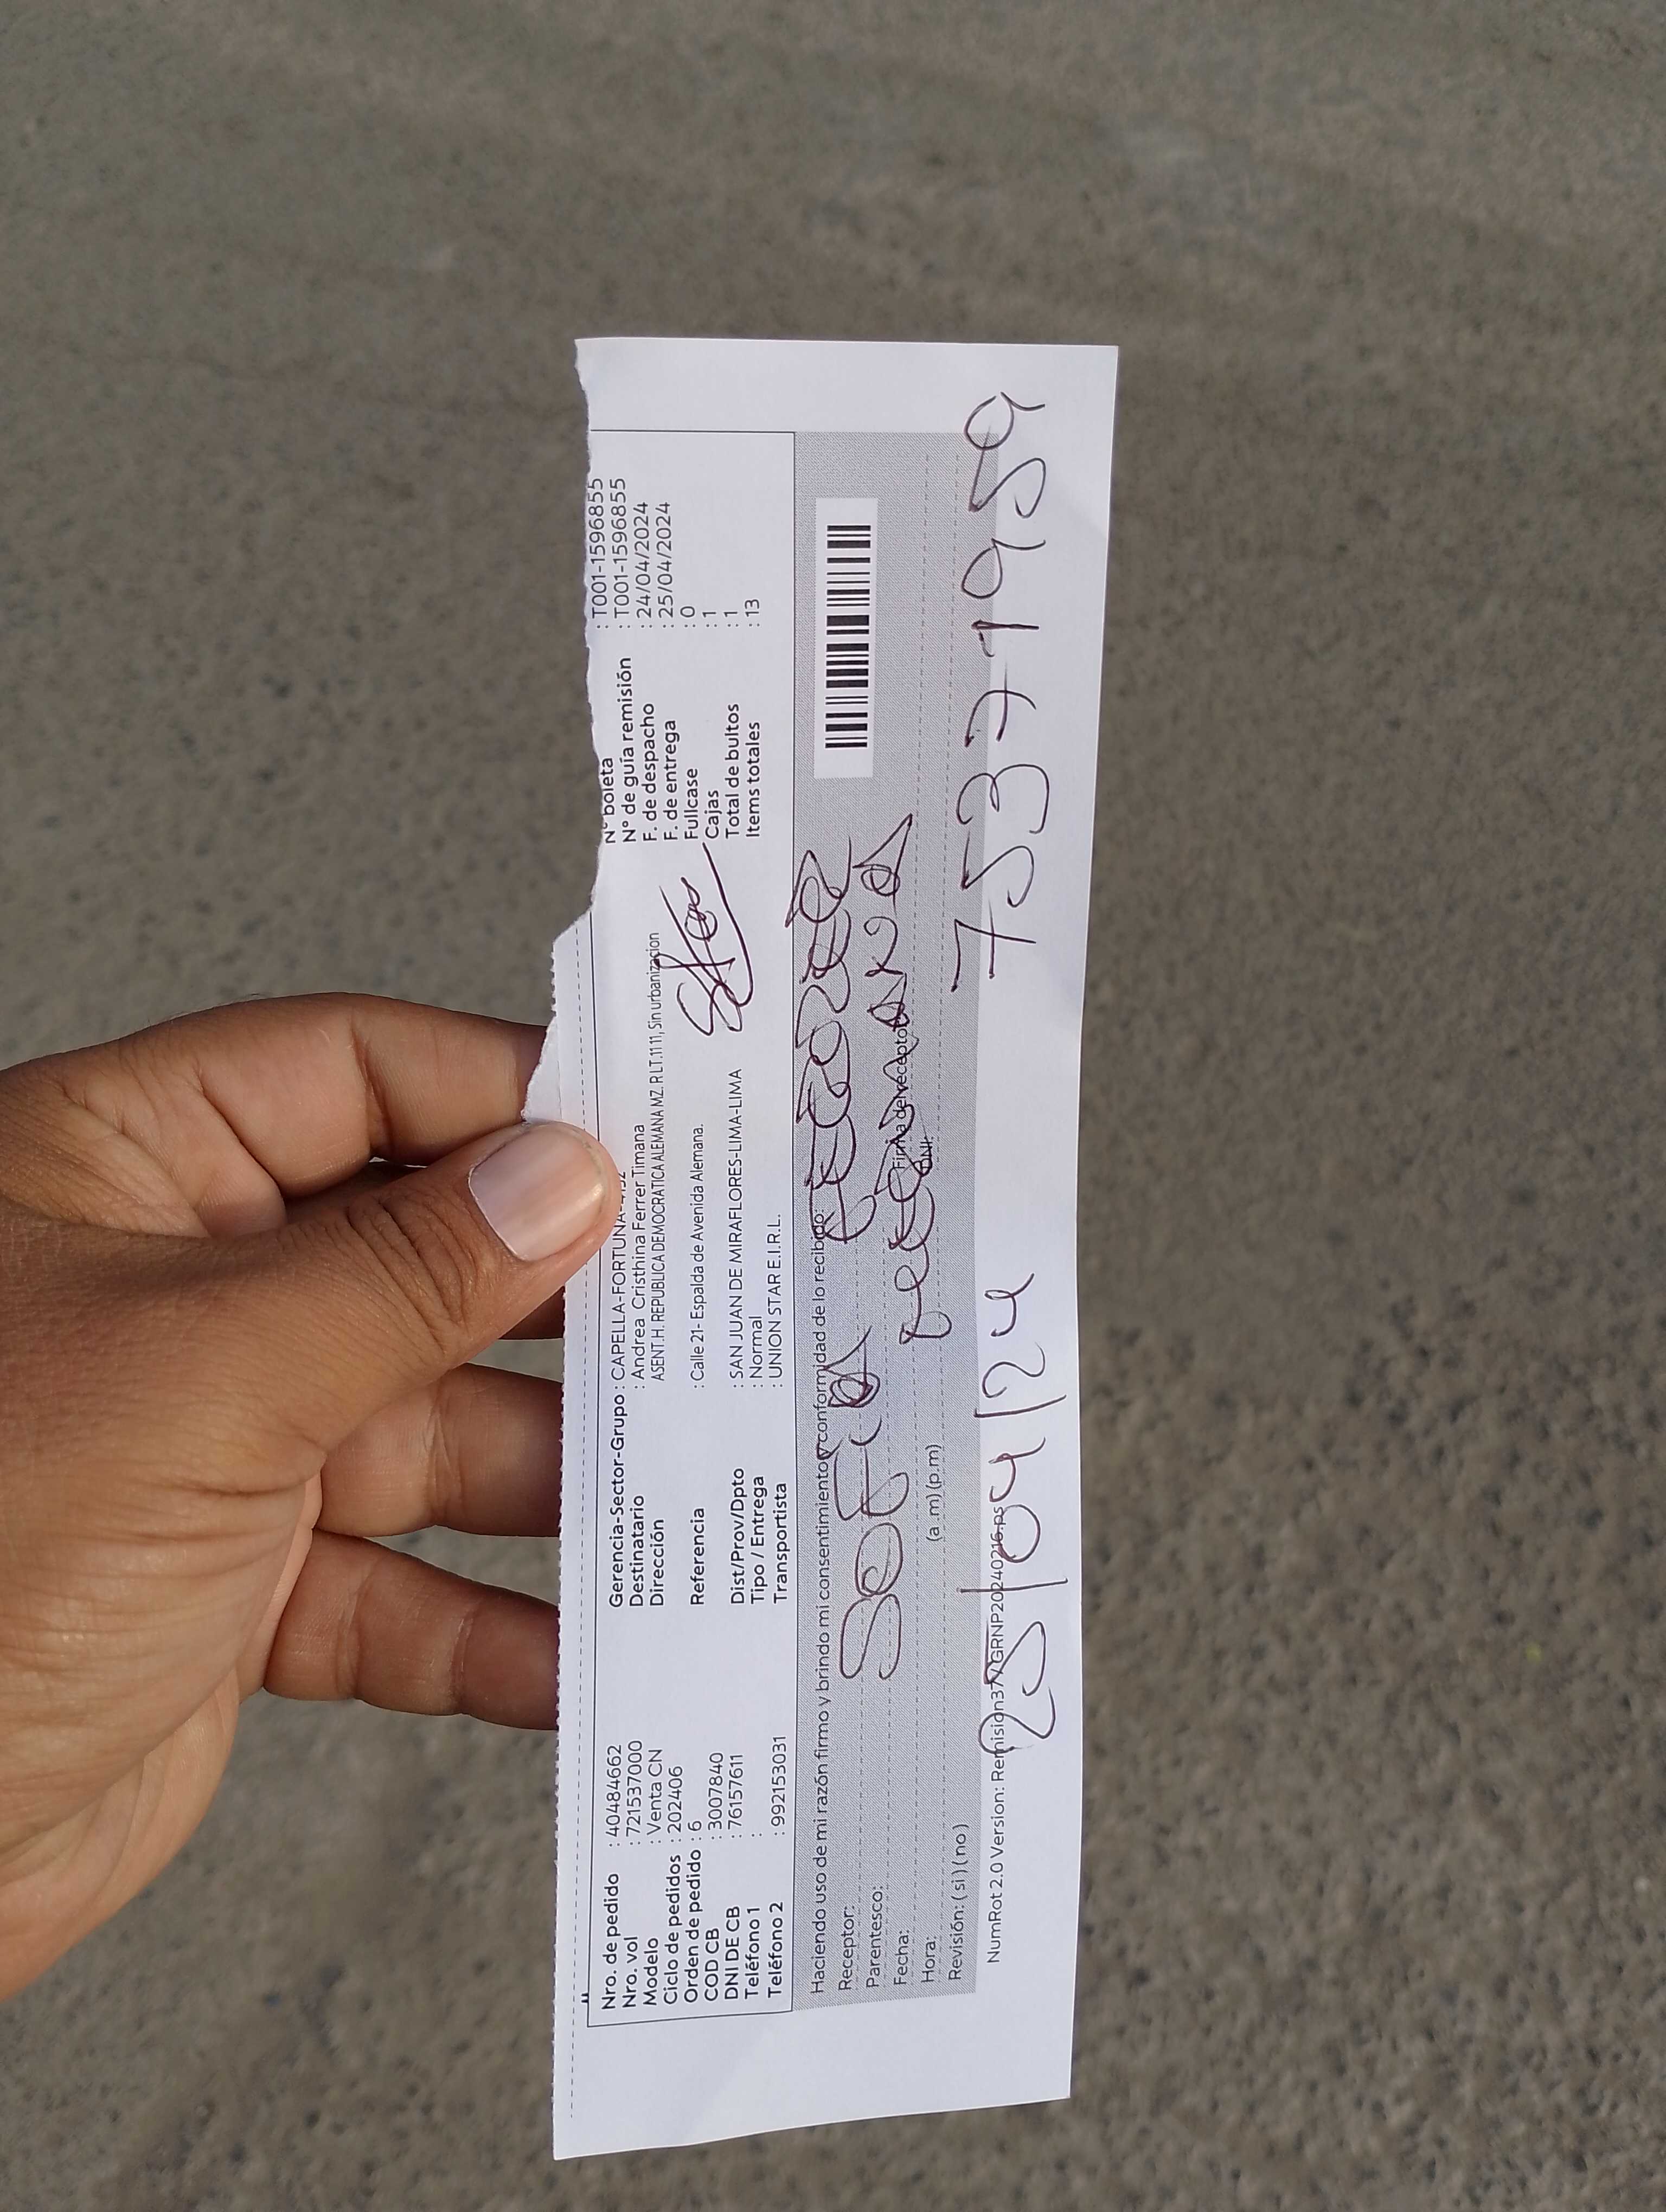 Nro. de pedido : 40484662
Nro. vol : 721537000
Modelo : Venta CN
Ciclo de pedidos : 202406
Orden de pedido : 6
COD CB : 3007840
DNI DE CB : 76157611
Teléfono 1 :
Teléfono 2 : 992153031
Gerencia-Sector-Grupo : CAPELLA-FORTUNA
Destinatario : Andrea Cristhina Ferrer Timana
Dirección ASENT.H. REPUBLICA DEMOCRATICA ALEMANA MZ. R LT.1111, Sin urbanizacion
Referencia : Calle 21- Espalda de Avenida Alemana.
Dist/Prov/Dpto : SAN JUAN DE MIRAFLORES-LIMA-LIMA
Tipo / Entrega : Normal
Transportista : UNION STAR E.I.R.L.
N° boleta : T001-1596855
N° de guía remisión : T001-1596855
F. de despacho : 24/04/2024
F. de entrega : 25/04/2024
Fullcase : 0
Cajas : 1
Total de bultos : 1
Items totales : 13
Haciendo uso de mi razón firmo y brindo mi consentimiento y conformidad de lo recibido:
Receptor: SOFIA
Parentesco:
Fecha:
Firma del receptor
DNI:
Hora: (a.m) (p.m)
Revisión: ( si ) ( no )
25/04/24
75371959
NumRot 2.0 Version: Remision377/GRNP20240216.ps